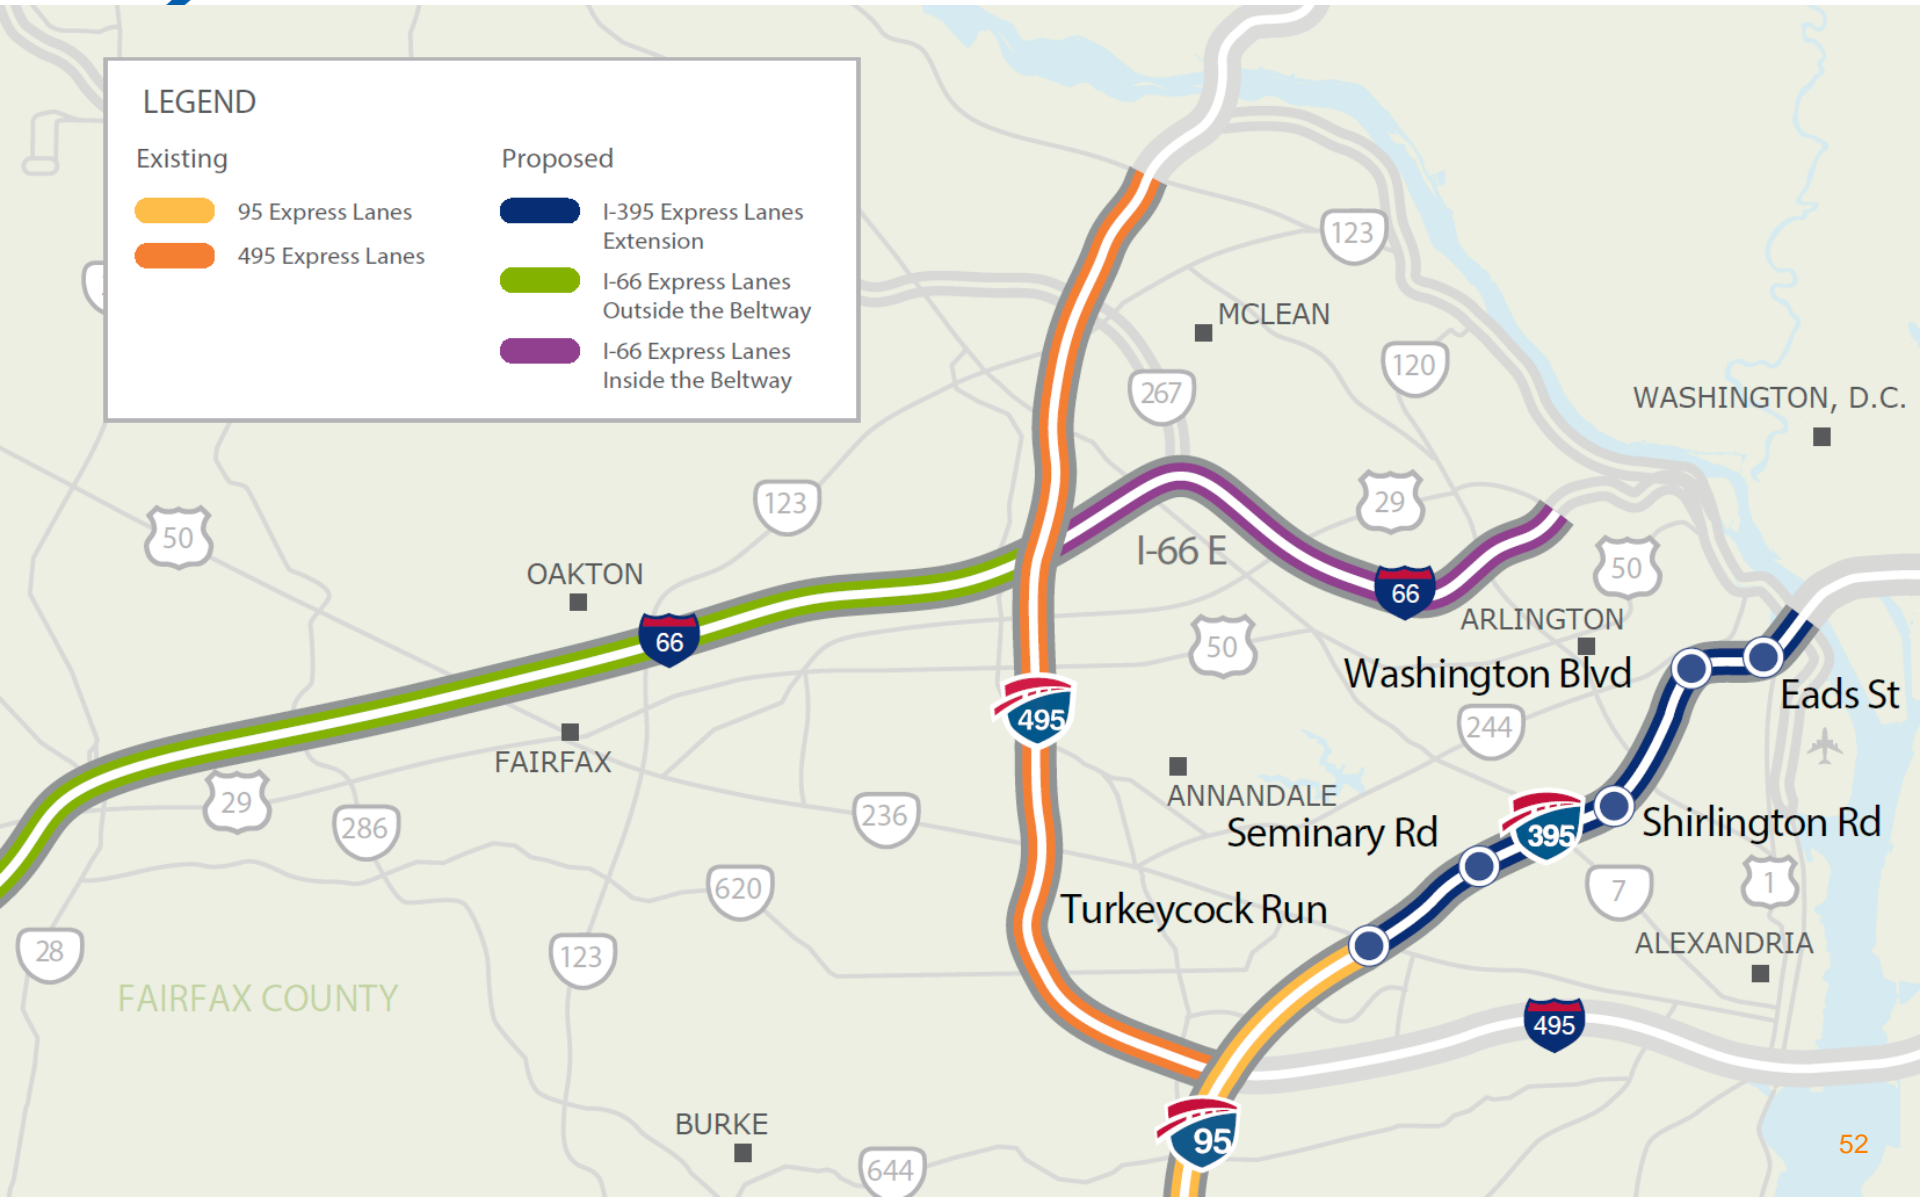 LEGEND
Existing
Proposed
95 Express Lanes
495 Express Lanes
I-395 Express Lanes
Extension
I-66 Express Lanes
Outside the Beltway
I-66 Express Lanes
Inside the Beltway
123
MCLEAN
120
267
WASHINGTON, D.C.
123
29
50
I-66 E
50
OAKTON
66
66
ARLINGTON
50
Washington Blvd
Eads St
495
244
FAIRFAX
ANNANDALE
29
286
236
Seminary Rd
395
Shirlington Rd
620
7
1
Turkeycock Run
28
123
ALEXANDRIA
FAIRFAX COUNTY
495
BURKE
95
52
644